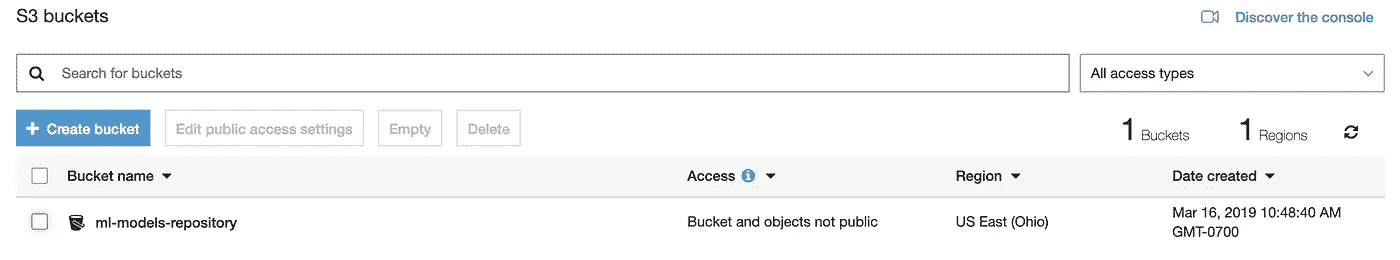 S3 buckets
Discover the console
Search for buckets
All access types
+ Create bucket
Edit public access settings
Empty
Delete
1 Buckets
1 Regions
Bucket name
Access
Region
Date created
ml-models-repository
Bucket and objects not public
US East (Ohio)
Mar 16, 2019 10:48:40 AM
GMT-0700